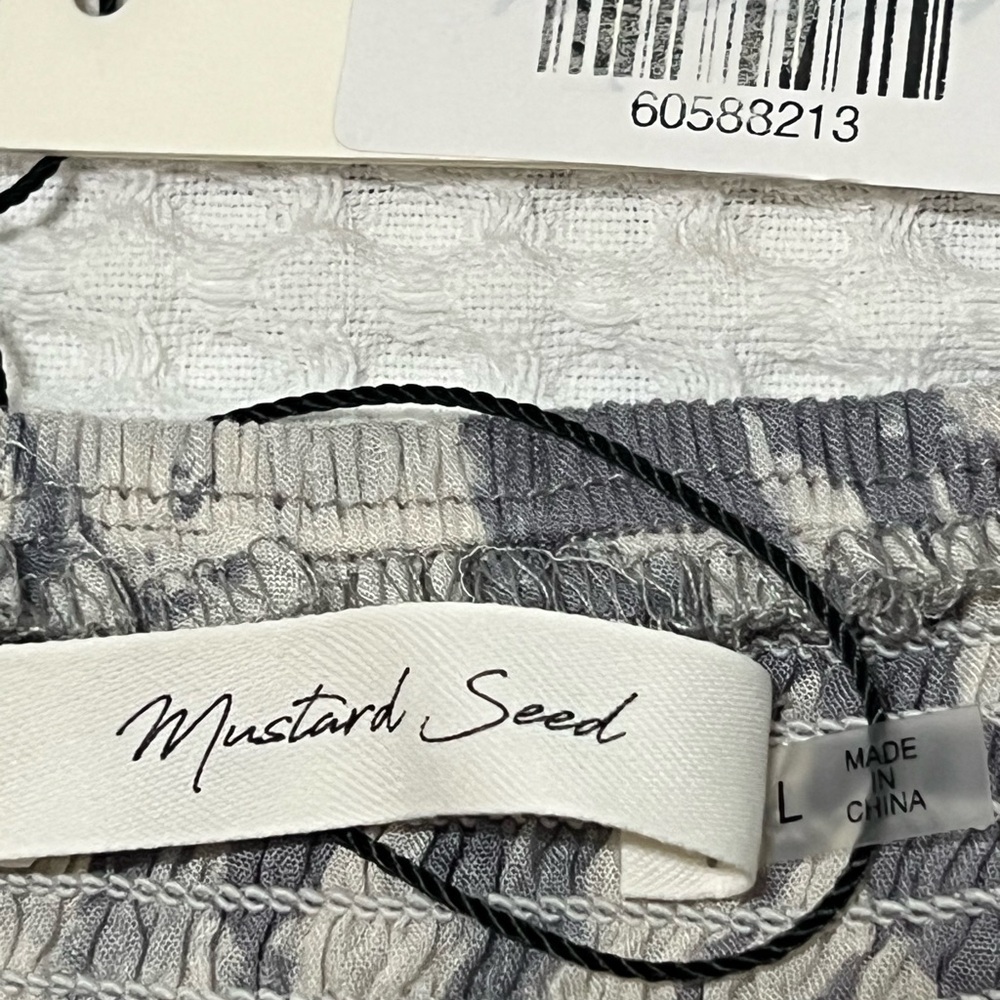 60588213
Mustard Seed
L
MADE
IN
CHINA